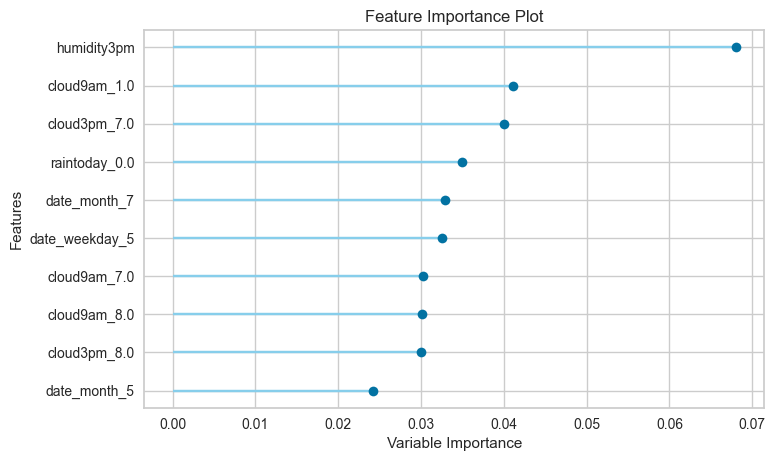 Feature Importance Plot
Features
humidity3pm
cloud9am_1.0
cloud3pm_7.0
raintoday_0.0
date_month_7
date_weekday_5
cloud9am_7.0
cloud9am_8.0
cloud3pm_8.0
date_month_5
0.00 0.01 0.02 0.03 0.04 0.05 0.06 0.07
Variable Importance